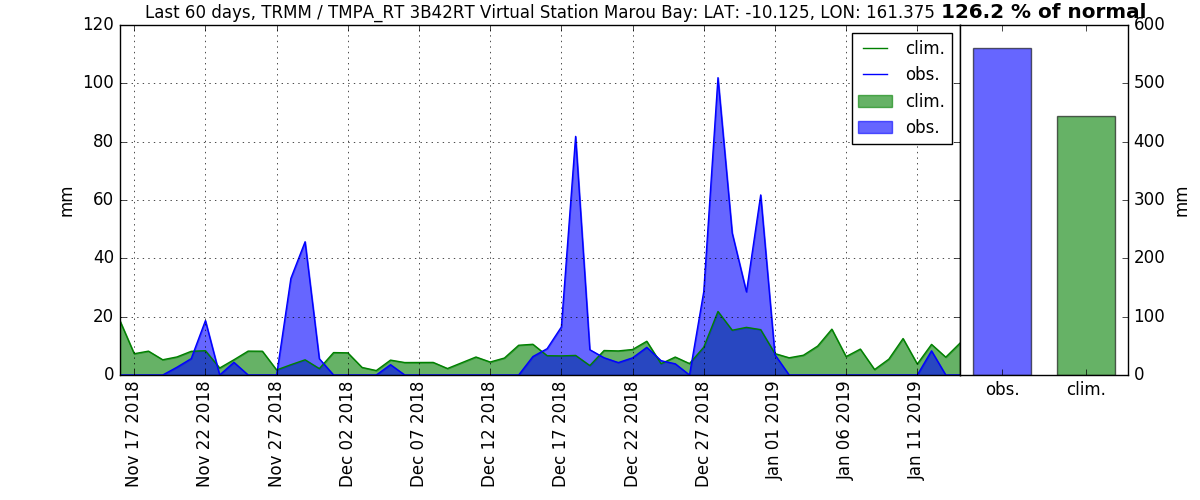 Last 60 days, TRMM / TMPA_RT 3B42RT Virtual Station Marou Bay: LAT: -10.125, LON: 161.375 126.2 % of normal
120
100
80
60
40
20
0
mm
clim.
obs.
clim.
obs.
600
500
400
300
200
100
0
mm
obs.
clim.
Nov 17 2018
Nov 22 2018
Nov 27 2018
Dec 02 2018
Dec 07 2018
Dec 12 2018
Dec 17 2018
Dec 22 2018
Dec 27 2018
Jan 01 2019
Jan 06 2019
Jan 11 2019